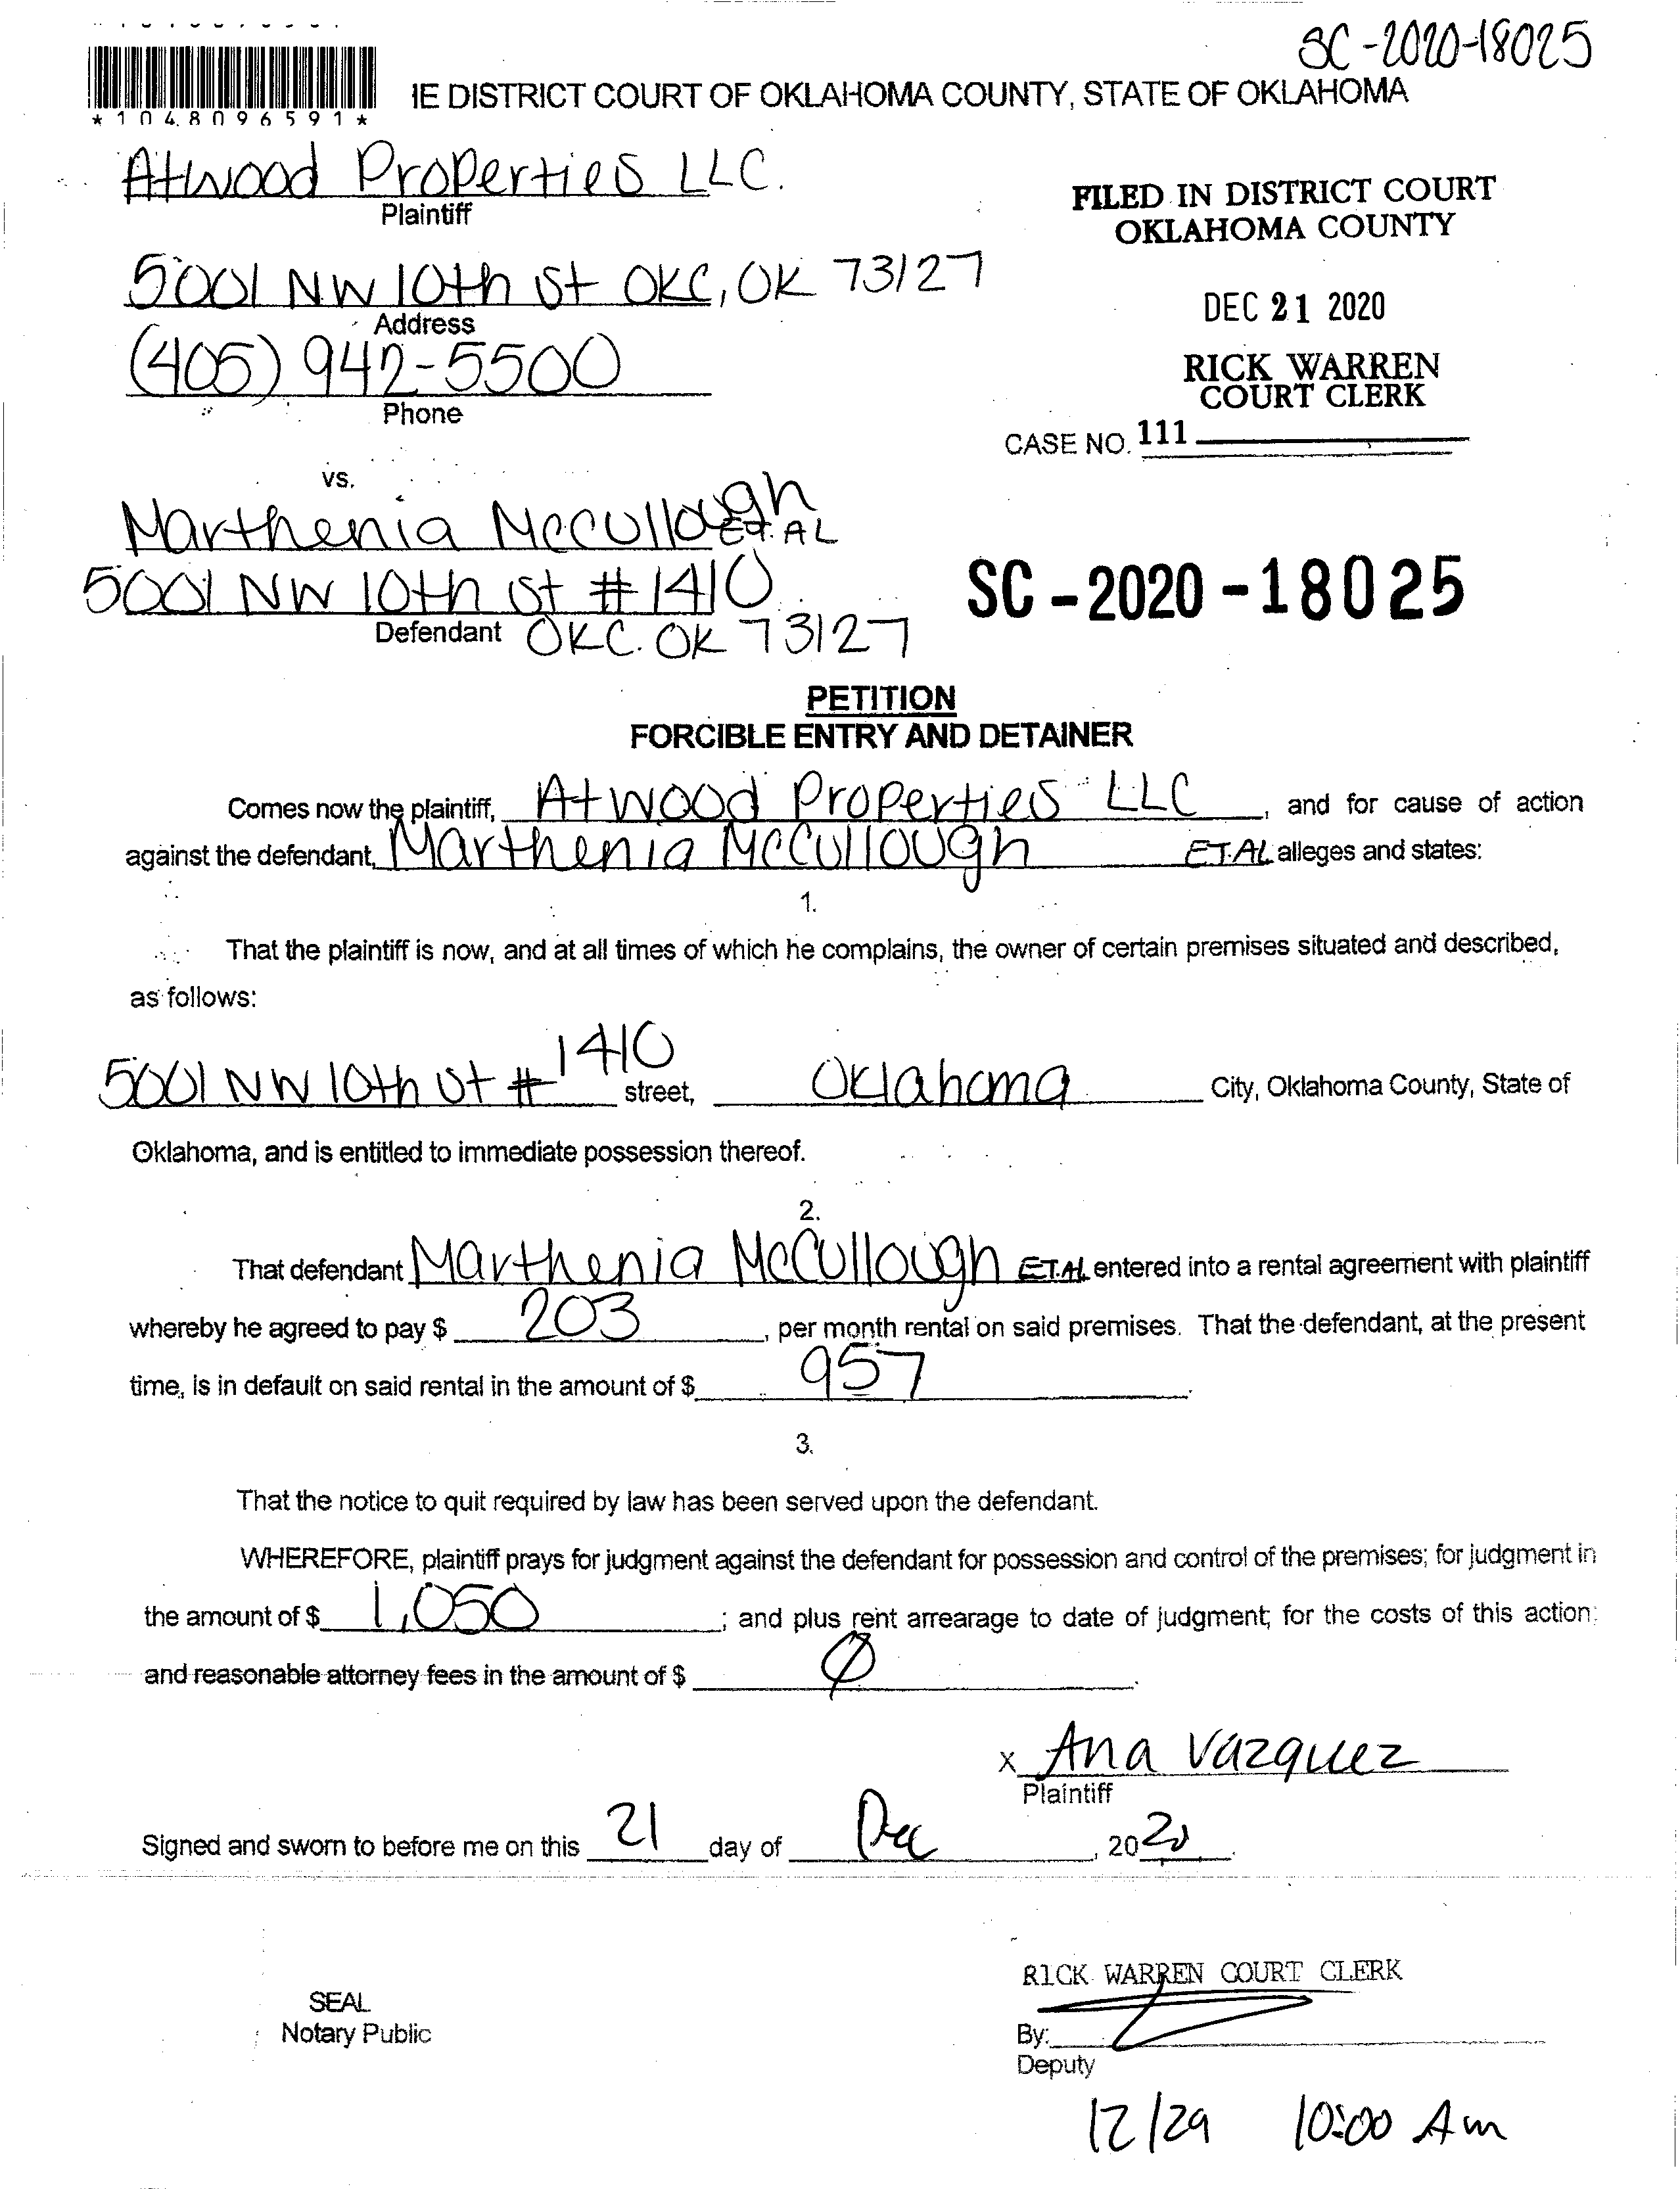 SC-2020-18025
*1048096591*
IE DISTRICT COURT OF OKLAHOMA COUNTY, STATE OF OKLAHOMA
Atwood Properties LLC.
Plaintiff
FILED IN DISTRICT COURT
OKLAHOMA COUNTY
5001 NW 10th St OKC, OK 73127
Address
DEC 21 2020
(405) 942-5500
Phone
RICK WARREN
COURT CLERK
CASE NO. 111
vs.
Marthenia McCullough
ET. AL
5001 NW 10th St #1410
Defendant OKC. OK 73127
SC-2020-18025
PETITION
FORCIBLE ENTRY AND DETAINER
Comes now the plaintiff, Atwood Properties LLC, and for cause of action
against the defendant, Marthenia McCullough ET.AL alleges and states:
1.
That the plaintiff is now, and at all times of which he complains, the owner of certain premises situated and described,
as follows:
5001 NW 10th St # 1410 street, Oklahoma City, Oklahoma County, State of
Oklahoma, and is entitled to immediate possession thereof.
2.
That defendant Marthenia McCullough ET.AL entered into a rental agreement with plaintiff
whereby he agreed to pay $ 203, per month rental on said premises. That the defendant, at the present
time, is in default on said rental in the amount of $ 957.
3.
That the notice to quit required by law has been served upon the defendant.
WHEREFORE, plaintiff prays for judgment against the defendant for possession and control of the premises; for judgment in
the amount of $ 1,050; and plus rent arrearage to date of judgment; for the costs of this action:
and reasonable attorney fees in the amount of $ Ø.
x Ana Vazquez
Plaintiff
Signed and sworn to before me on this 21 day of Dec, 2020.
RICK WARREN COURT CLERK
SEAL
Notary Public
By:
Deputy
12/29 10:00 Am